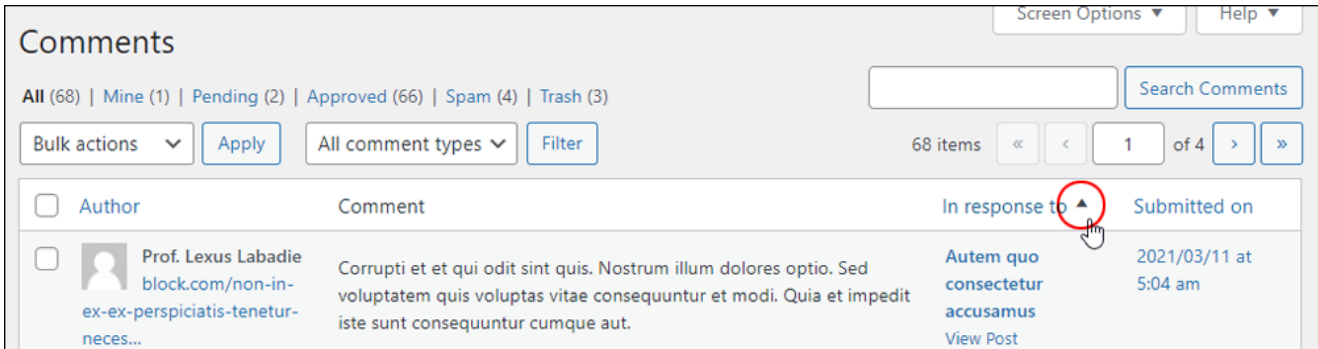 Screen Options ▼ Help ▼
Comments
All (68) | Mine (1) | Pending (2) | Approved (66) | Spam (4) | Trash (3)
Search Comments
Bulk actions Apply All comment types Filter 68 items « ‹ 1 of 4 › »
Author Comment In response to ▲ Submitted on
Prof. Lexus Labadie
block.com/non-in-
ex-ex-perspiciatis-tenetur-
neces...
Corrupti et et qui odit sint quis. Nostrum illum dolores optio. Sed
voluptatem quis voluptas vitae consequuntur et modi. Quia et impedit
iste sunt consequuntur cumque aut.
Autem quo
consectetur
accusamus
View Post
2021/03/11 at
5:04 am